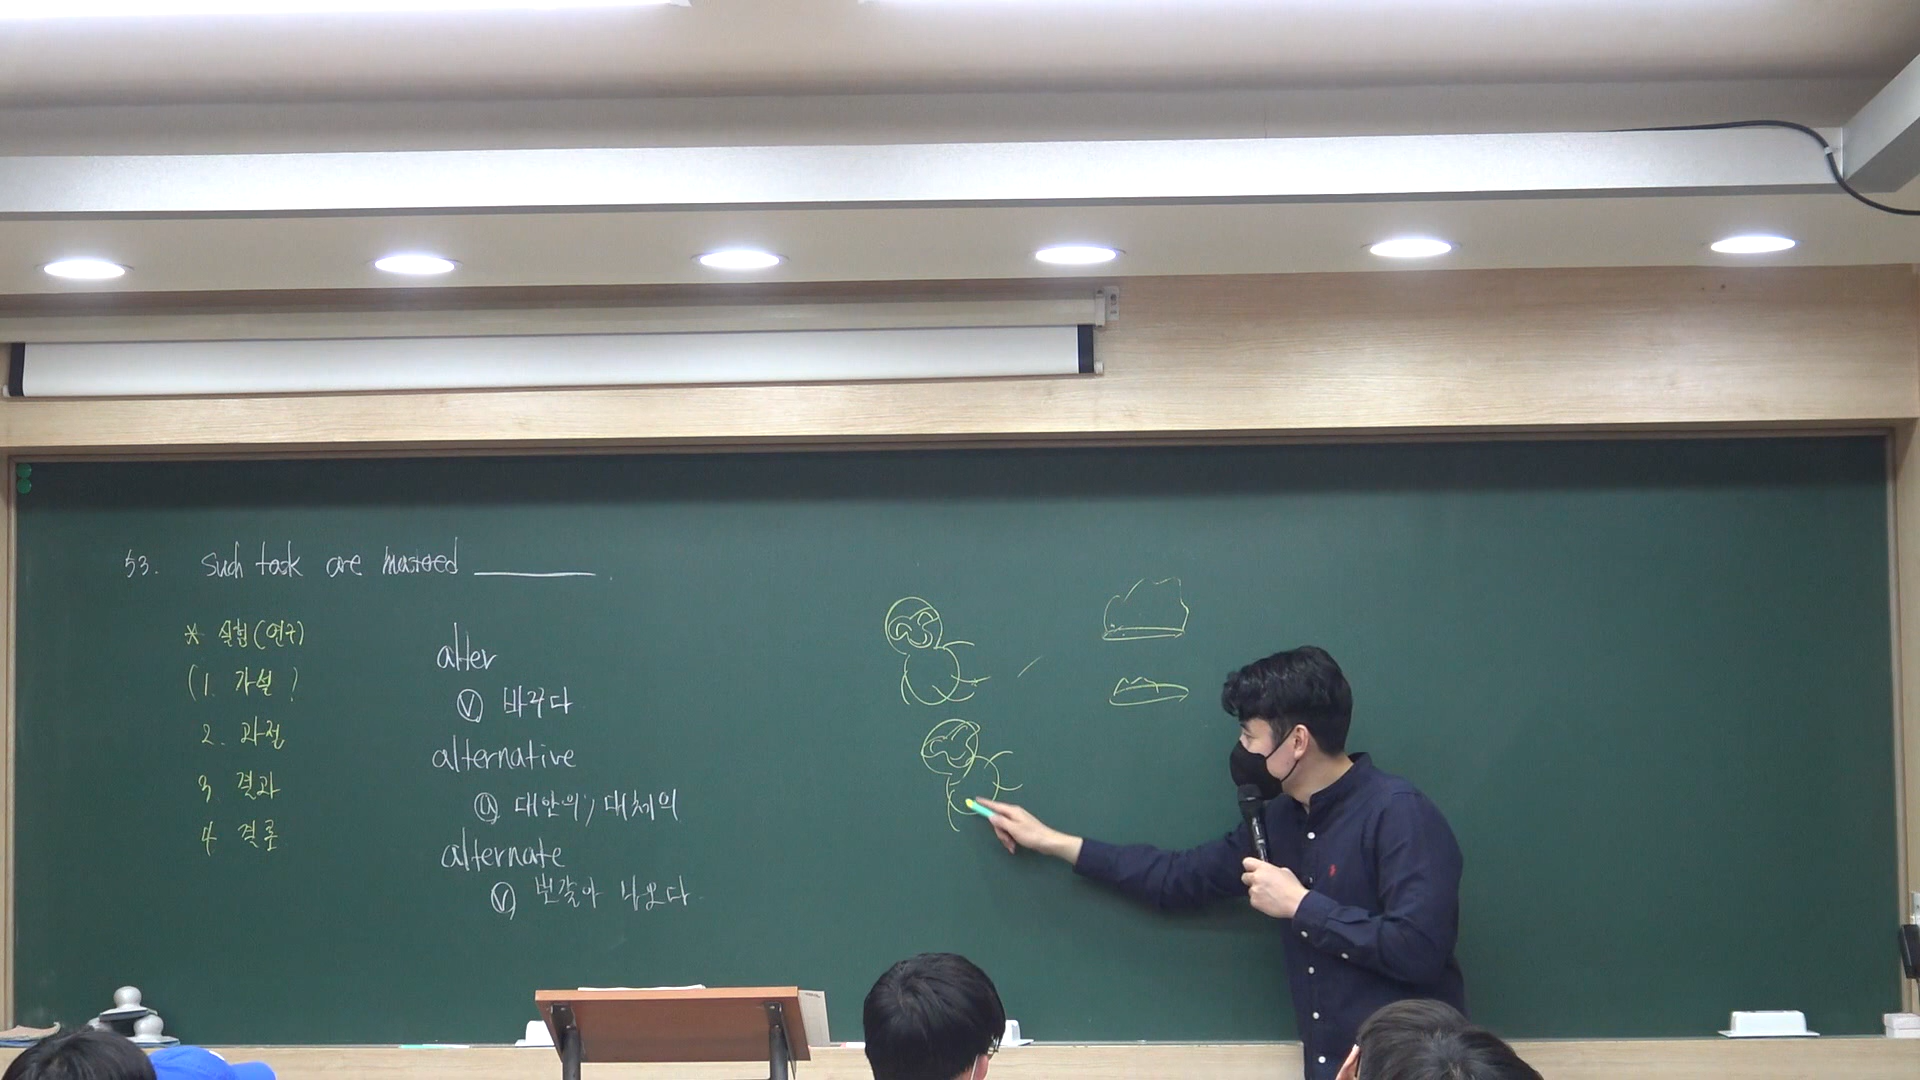 53. Such task are mastered ______.
* 실험(연구)
(1. 가설)
2. 과정
3 결과
4 결론
alter
ⓥ 바꾸다
alternative
ⓐ 대안의, 대체의
alternate
ⓥ 번갈아 나오다